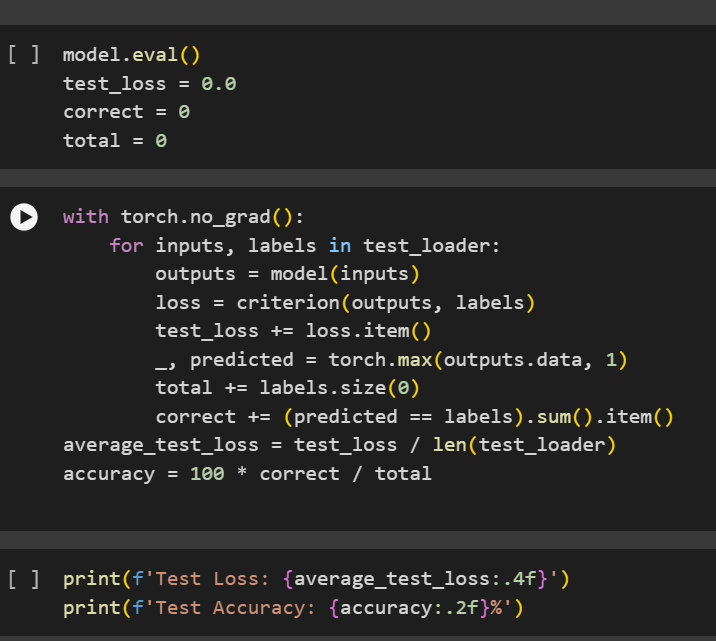 [ ] model.eval()
test_loss = 0.0
correct = 0
total = 0
with torch.no_grad():
    for inputs, labels in test_loader:
        outputs = model(inputs)
        loss = criterion(outputs, labels)
        test_loss += loss.item()
        _, predicted = torch.max(outputs.data, 1)
        total += labels.size(0)
        correct += (predicted == labels).sum().item()
average_test_loss = test_loss / len(test_loader)
accuracy = 100 * correct / total
[ ] print(f'Test Loss: {average_test_loss:.4f}')
print(f'Test Accuracy: {accuracy:.2f}%')